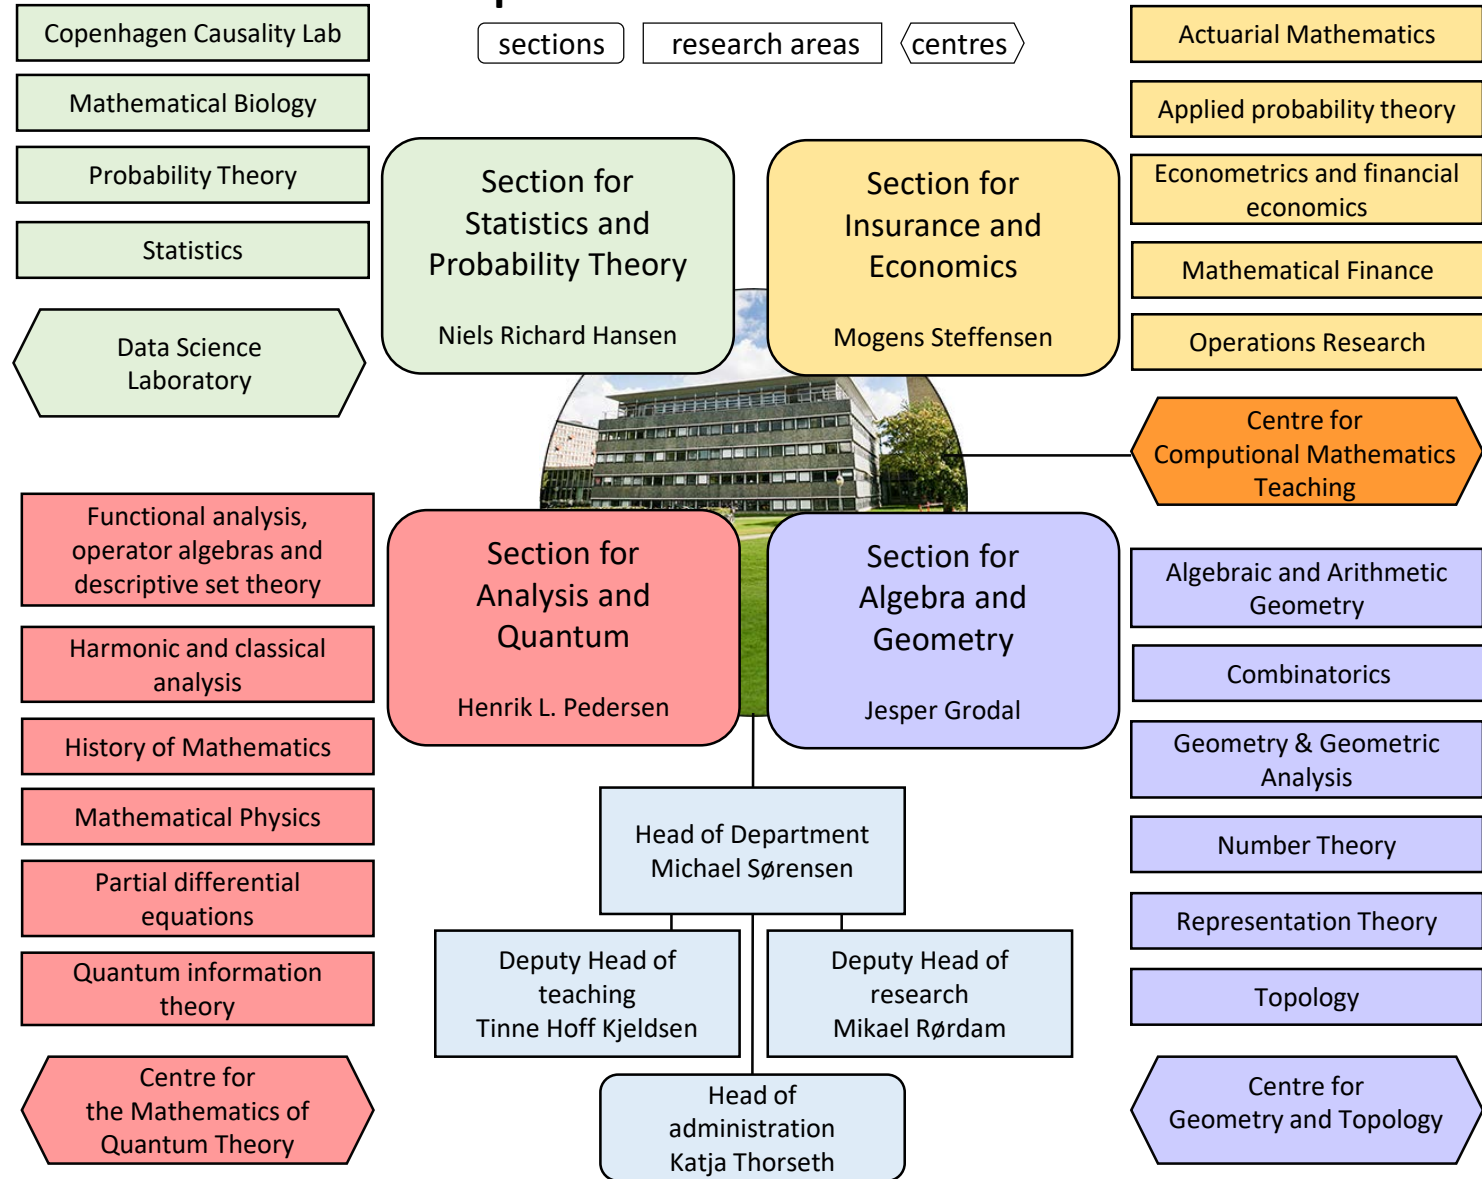 sections
research areas
centres
Copenhagen Causality Lab
Mathematical Biology
Probability Theory
Statistics
Data Science
Laboratory
Section for
Statistics and
Probability Theory
Niels Richard Hansen
Section for
Insurance and
Economics
Mogens Steffensen
Actuarial Mathematics
Applied probability theory
Econometrics and financial
economics
Mathematical Finance
Operations Research
Centre for
Computional Mathematics
Teaching
Functional analysis,
operator algebras and
descriptive set theory
Harmonic and classical
analysis
History of Mathematics
Mathematical Physics
Partial differential
equations
Quantum information
theory
Centre for
the Mathematics of
Quantum Theory
Section for
Analysis and
Quantum
Henrik L. Pedersen
Section for
Algebra and
Geometry
Jesper Grodal
Algebraic and Arithmetic
Geometry
Combinatorics
Geometry & Geometric
Analysis
Number Theory
Representation Theory
Topology
Centre for
Geometry and Topology
Head of Department
Michael Sørensen
Deputy Head of
teaching
Tinne Hoff Kjeldsen
Deputy Head of
research
Mikael Rørdam
Head of
administration
Katja Thorseth